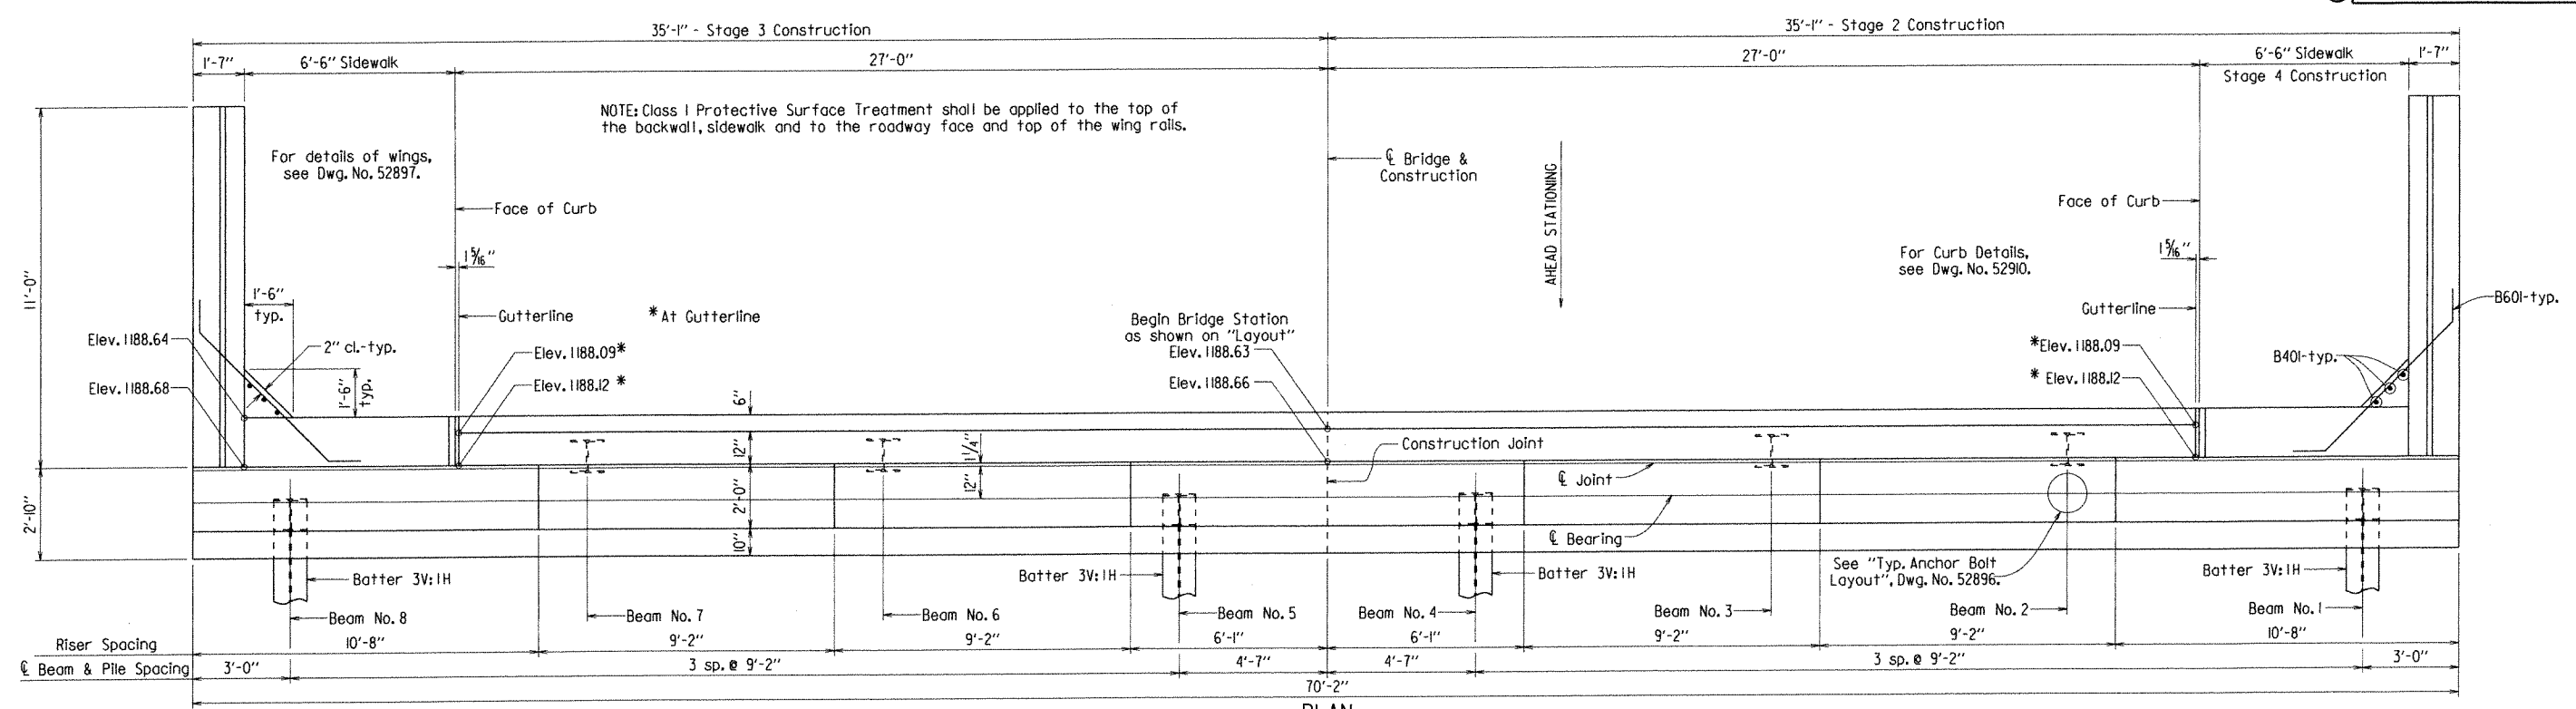 35'-1" - Stage 3 Construction
35'-1" - Stage 2 Construction
1'-7"
6'-6" Sidewalk
27'-0"
27'-0"
6'-6" Sidewalk
1'-7"
Stage 4 Construction
NOTE: Class 1 Protective Surface Treatment shall be applied to the top of
the backwall, sidewalk and to the roadway face and top of the wing rails.
For details of wings,
see Dwg. No. 52897.
℄ Bridge &
Construction
AHEAD STATIONING
Face of Curb
Face of Curb
1 5/16"
For Curb Details,
see Dwg. No. 52910.
1 5/16"
11'-0"
1'-6"
typ.
Gutterline
*At Gutterline
Begin Bridge Station
as shown on "Layout"
Elev. 1188.63
Gutterline
B601-typ.
Elev. 1188.64
2" cl.-typ.
Elev. 1188.09*
*Elev. 1188.09
B401-typ.
Elev. 1188.68
1'-6"
typ.
Elev. 1188.12 *
Elev. 1188.66
* Elev. 1188.12
6"
12"
1 1/4"
Construction Joint
12"
℄ Joint
2'-10"
2'-0"
10"
℄ Bearing
See "Typ. Anchor Bolt
Layout", Dwg. No. 52896.
Batter 3V:1H
Batter 3V:1H
Batter 3V:1H
Batter 3V:1H
Beam No. 8
Beam No. 7
Beam No. 6
Beam No. 5
Beam No. 4
Beam No. 3
Beam No. 2
Beam No. 1
Riser Spacing
10'-8"
9'-2"
9'-2"
6'-1"
6'-1"
9'-2"
9'-2"
10'-8"
℄ Beam & Pile Spacing
3'-0"
3 sp. @ 9'-2"
4'-7"
4'-7"
3 sp. @ 9'-2"
3'-0"
70'-2"
PLAN